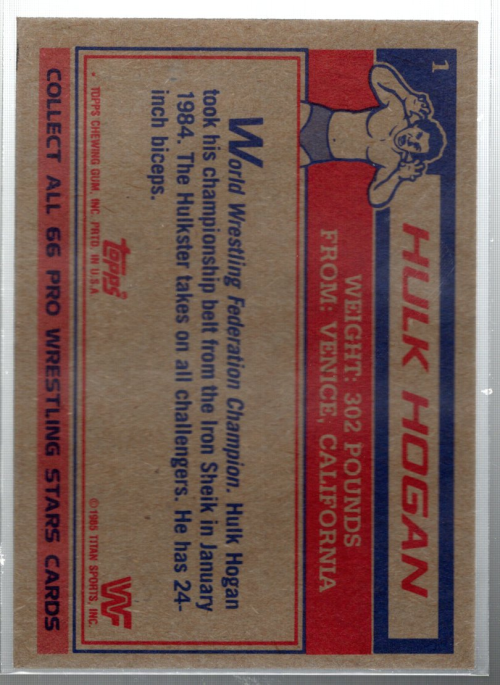 1
HULK HOGAN
WEIGHT: 302 POUNDS
FROM: VENICE, CALIFORNIA
World Wrestling Federation Champion. Hulk Hogan
took his championship belt from the Iron Sheik in January
1984. The Hulkster takes on all challengers. He has 24-
inch biceps.
topps
WF
* TOPPS CHEWING GUM, INC. PRTD. IN U.S.A.
© 1985 TITAN SPORTS, INC.
COLLECT ALL 66 PRO WRESTLING STARS CARDS